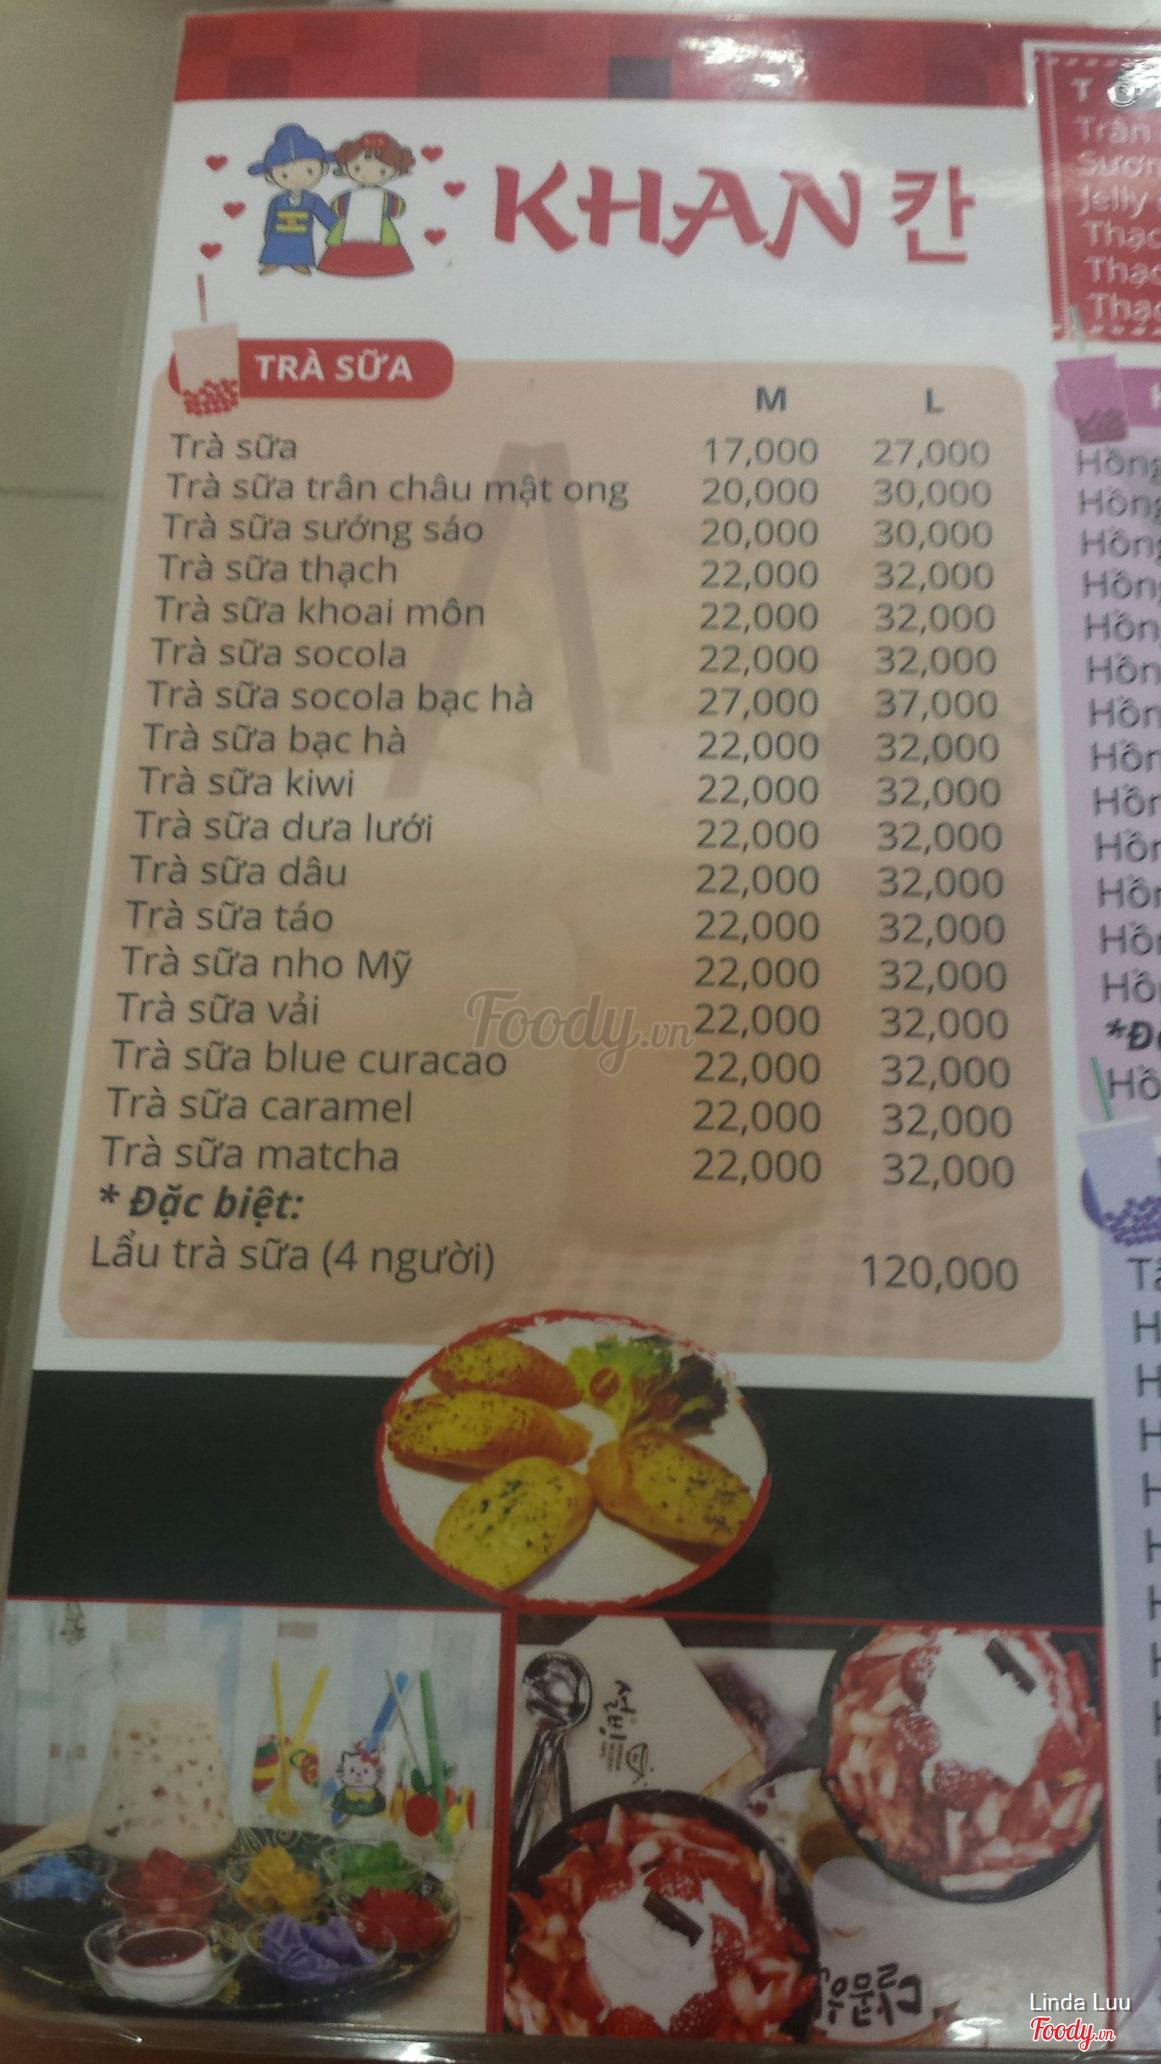 KHAN 칸
TRÀ SỮA
M L
Trà sữa 17,000 27,000
Trà sữa trân châu mật ong 20,000 30,000
Trà sữa sướng sáo 20,000 30,000
Trà sữa thạch 22,000 32,000
Trà sữa khoai môn 22,000 32,000
Trà sữa socola 22,000 32,000
Trà sữa socola bạc hà 27,000 37,000
Trà sữa bạc hà 22,000 32,000
Trà sữa kiwi 22,000 32,000
Trà sữa dưa lưới 22,000 32,000
Trà sữa dâu 22,000 32,000
Trà sữa táo 22,000 32,000
Trà sữa nho Mỹ 22,000 32,000
Trà sữa vải 22,000 32,000
Trà sữa blue curacao 22,000 32,000
Trà sữa caramel 22,000 32,000
Trà sữa matcha 22,000 32,000
* Đặc biệt:
Lẩu trà sữa (4 người) 120,000
Foody.vn
T
Trân
Jelly
Linda Luu
Foody.vn